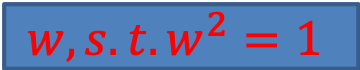 w, s.t. w² = 1